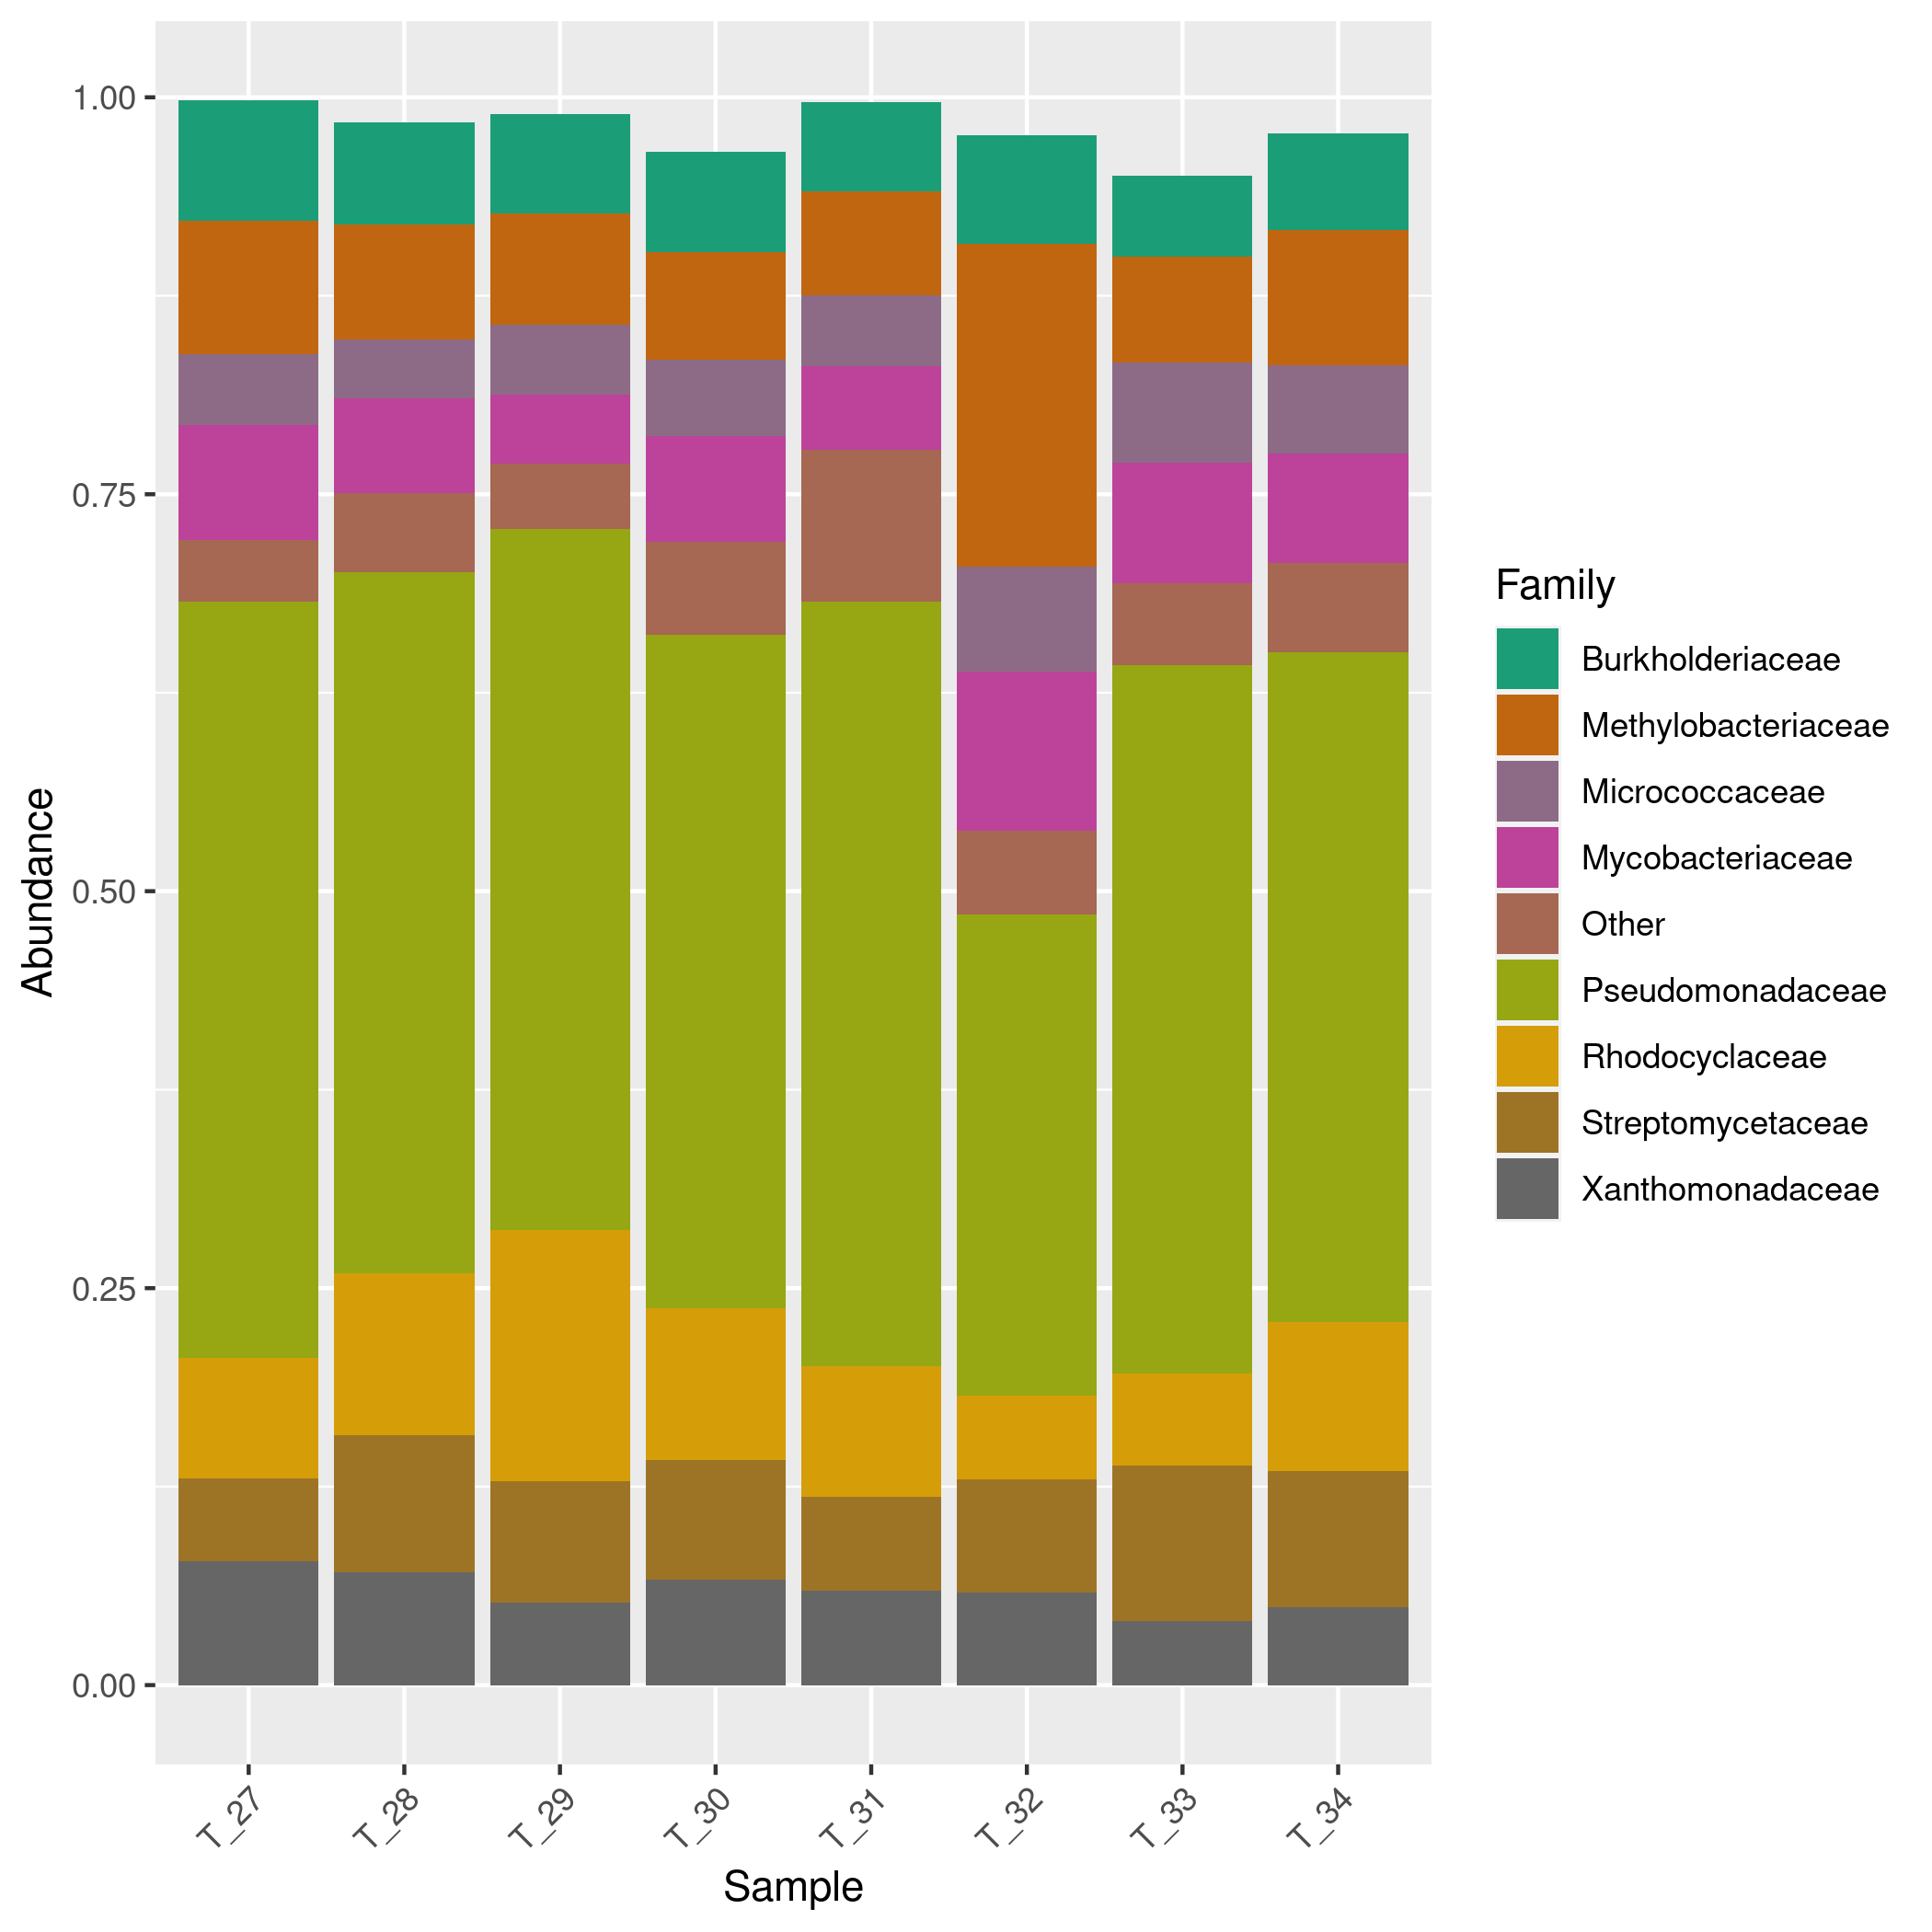 Abundance
1.00
0.75
0.50
0.25
0.00
T_27
T_28
T_29
T_30
T_31
T_32
T_33
T_34
Sample
Family
Burkholderiaceae
Methylobacteriaceae
Micrococcaceae
Mycobacteriaceae
Other
Pseudomonadaceae
Rhodocyclaceae
Streptomycetaceae
Xanthomonadaceae